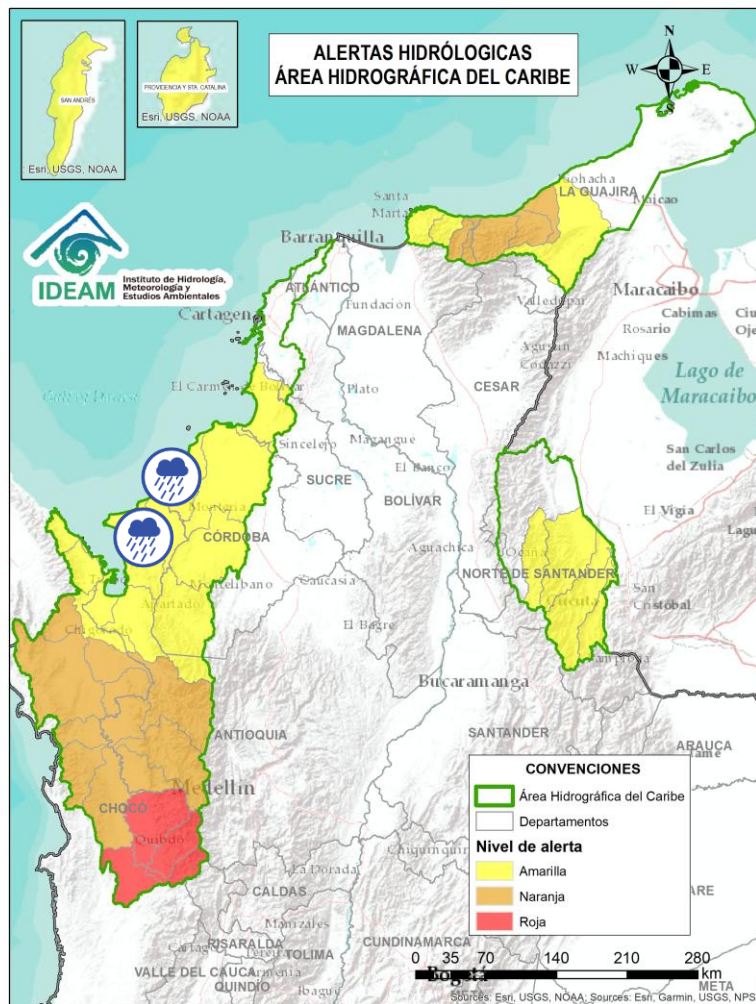 ALERTAS HIDRÓLOGICAS
ÁREA HIDROGRÁFICA DEL CARIBE
N
W
E
S
SAN ANDRÉS
Esri, USGS, NOAA
PROVIDENCIA Y STA. CATALINA
Esri, USGS, NOAA
IDEAM
Instituto de Hidrología,
Meteorología y
Estudios Ambientales
Santa
Marta
LA GUAJIRA
Maicao
Barranquilla
ATLÁNTICO
Fundación
Valledupar
Maracaibo
Cartagena
MAGDALENA
Cabimas
Rosario
Agustín
Codazzi
Machiques
CESAR
Lago de
Maracaibo
El Carmen de Bolívar
Plato
Sincelejo
Magangue
San Carlos
del Zulia
El Banco
SUCRE
BOLÍVAR
Montería
El Vigía
CÓRDOBA
Aguachica
Ocaña
NORTE DE SANTANDER
Montelíbano
Caucasia
Apartadó
Cúcuta
San
Cristóbal
El Bagre
Chigorodó
Pamplona
Bucaramanga
ANTIOQUIA
SANTANDER
ARAUCA
Medellín
CHOCÓ
Quibdó
La Dorada
CALDAS
Manizales
RISARALDA
TOLIMA
CUNDINAMARCA
VALLE DEL CAUCA
Armenia
QUINDÍO
Ibague
Bogotá
META
CONVENCIONES
Área Hidrográfica del Caribe
Departamentos
Nivel de alerta
Amarilla
Naranja
Roja
0 35 70 140 210 280
km
Sources: Esri, USGS, NOAA; Sources: Esri, Garmin, USGS, NPS